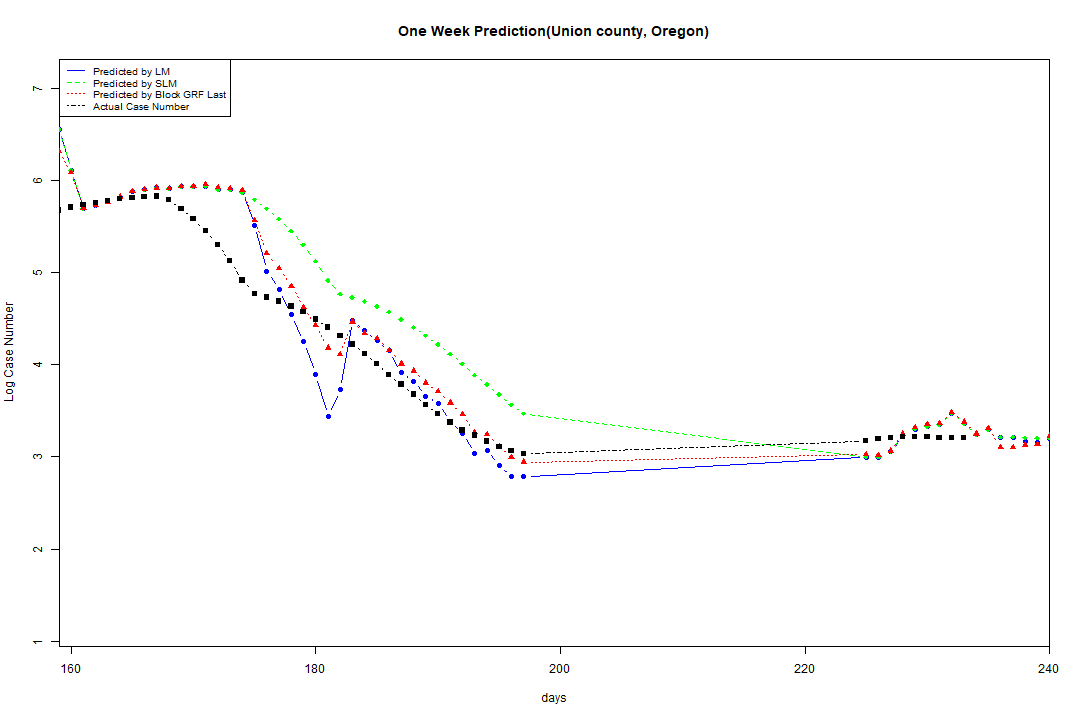 One Week Prediction(Union county, Oregon)
Predicted by LM
Predicted by SLM
Predicted by Block GRF Last
Actual Case Number
7
6
5
4
3
2
1
Log Case Number
160 180 200 220 240
days